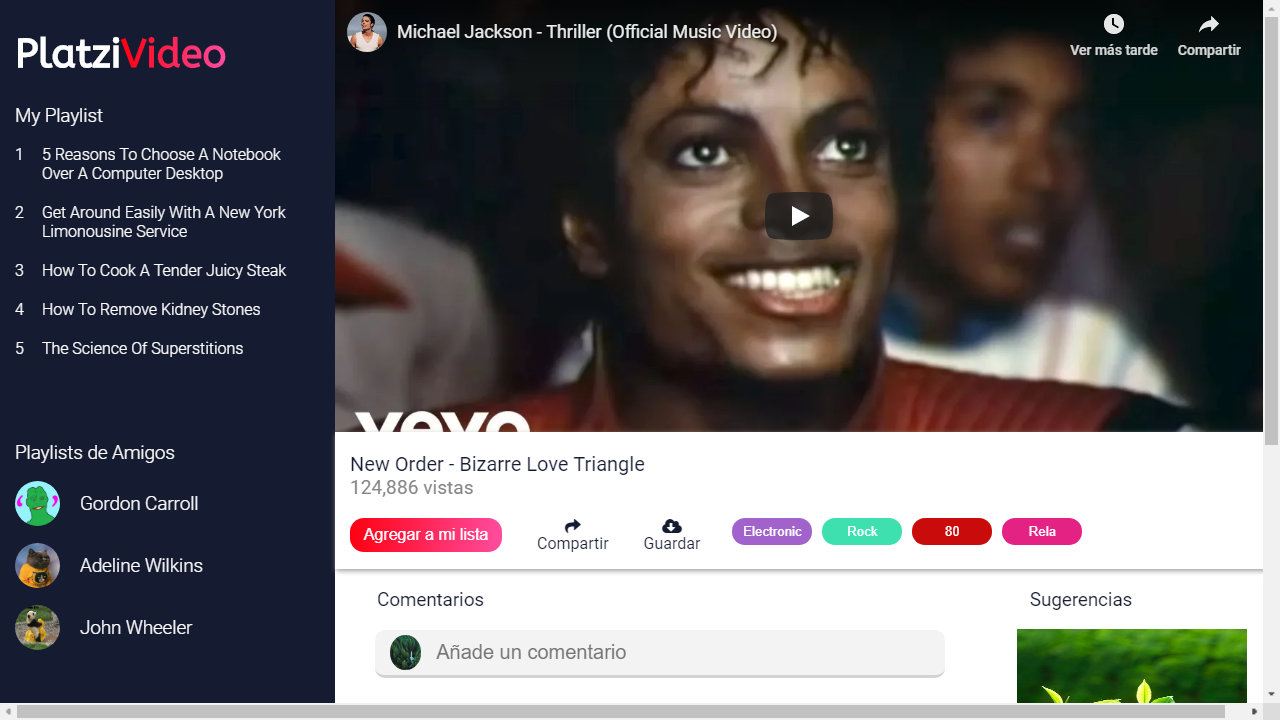 PlatziVideo
My Playlist
1 5 Reasons To Choose A Notebook
Over A Computer Desktop
2 Get Around Easily With A New York
Limonousine Service
3 How To Cook A Tender Juicy Steak
4 How To Remove Kidney Stones
5 The Science Of Superstitions
Playlists de Amigos
Gordon Carroll
Adeline Wilkins
John Wheeler
Michael Jackson - Thriller (Official Music Video)
Ver más tarde
Compartir
vevo
New Order - Bizarre Love Triangle
124,886 vistas
Agregar a mi lista
Compartir
Guardar
Electronic
Rock
80
Rela
Comentarios
Añade un comentario
Sugerencias